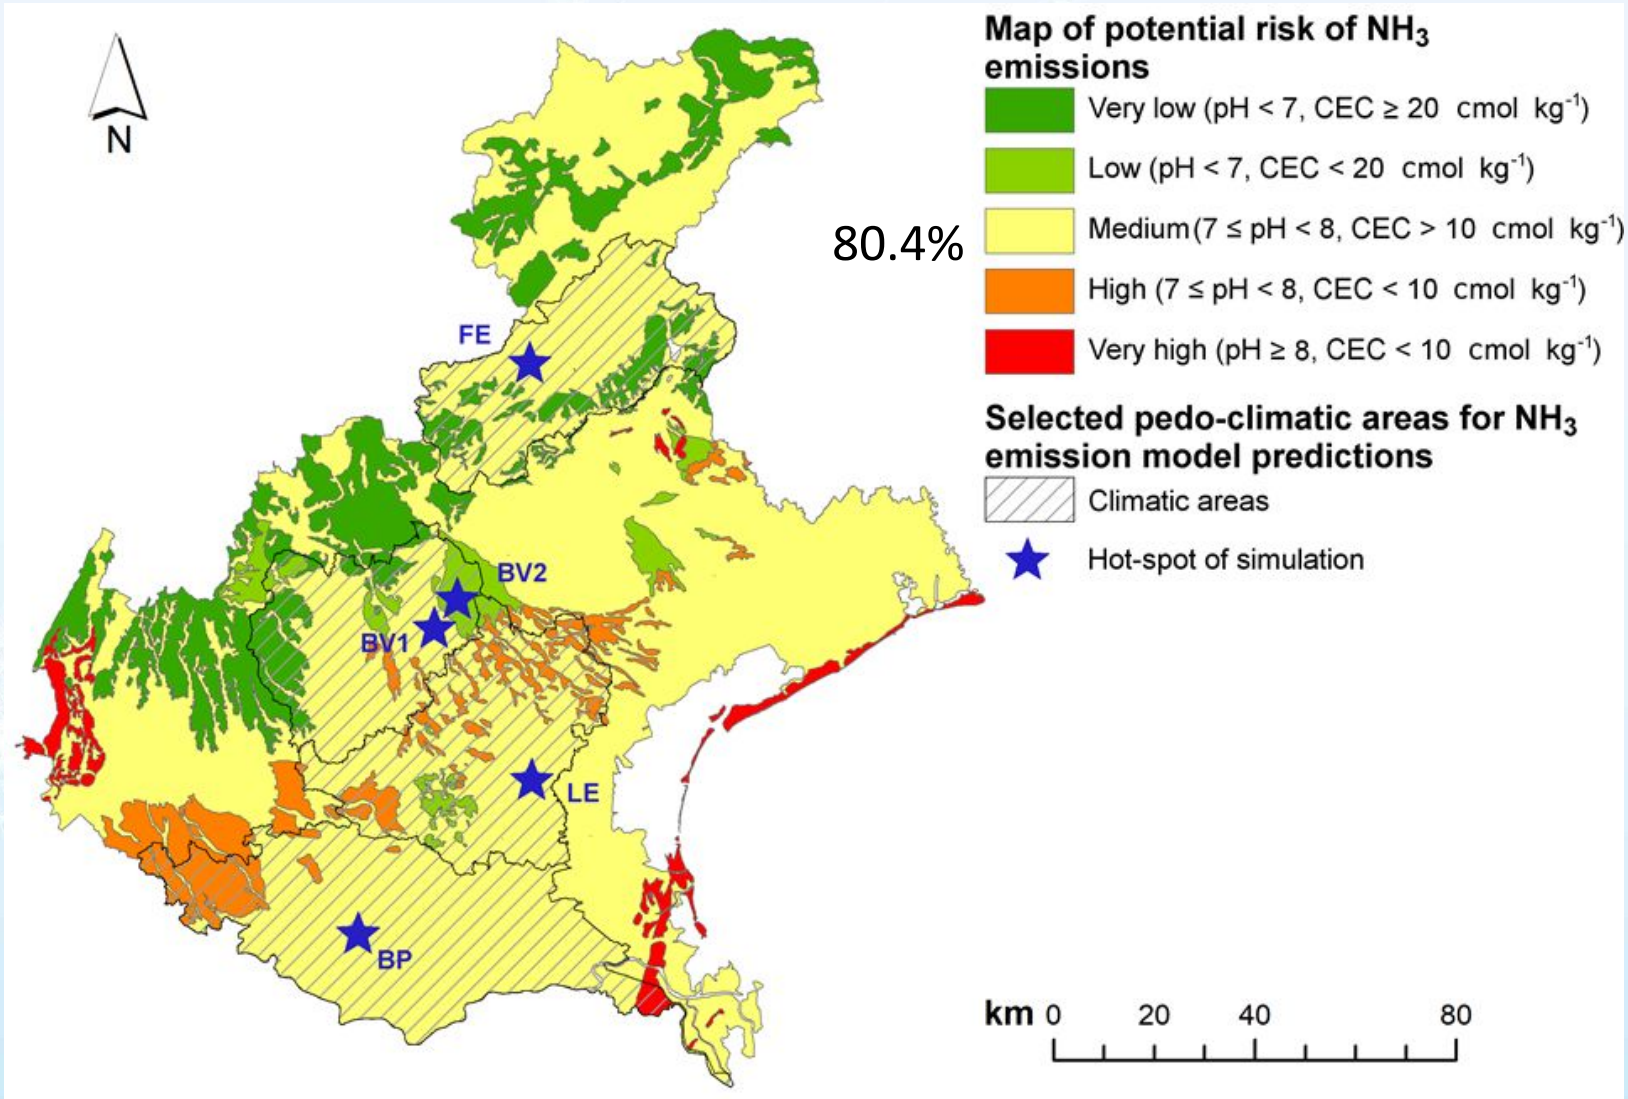 N
Map of potential risk of NH3
emissions
Very low (pH < 7, CEC ≥ 20 cmol kg-1)
Low (pH < 7, CEC < 20 cmol kg-1)
80.4%
Medium (7 ≤ pH < 8, CEC > 10 cmol kg-1)
High (7 ≤ pH < 8, CEC < 10 cmol kg-1)
Very high (pH ≥ 8, CEC < 10 cmol kg-1)
Selected pedo-climatic areas for NH3
emission model predictions
Climatic areas
Hot-spot of simulation
FE
BV2
BV1
LE
BP
km 0 20 40 80